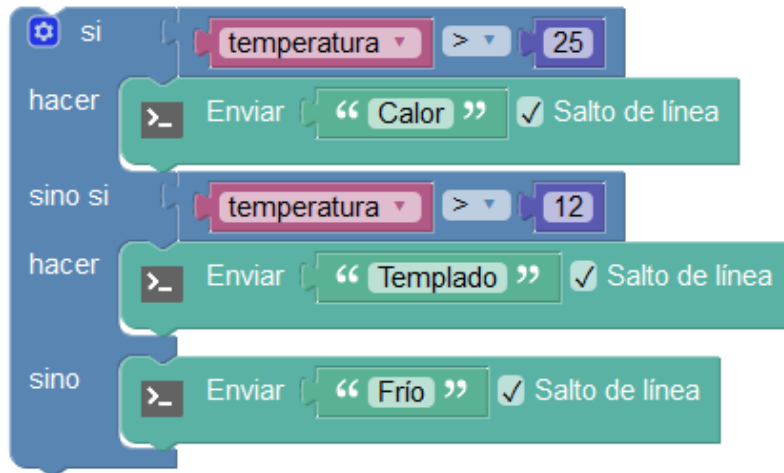 si temperatura > 25
hacer >_ Enviar “ Calor ” ✓ Salto de línea
sino si temperatura > 12
hacer >_ Enviar “ Templado ” ✓ Salto de línea
sino >_ Enviar “ Frío ” ✓ Salto de línea